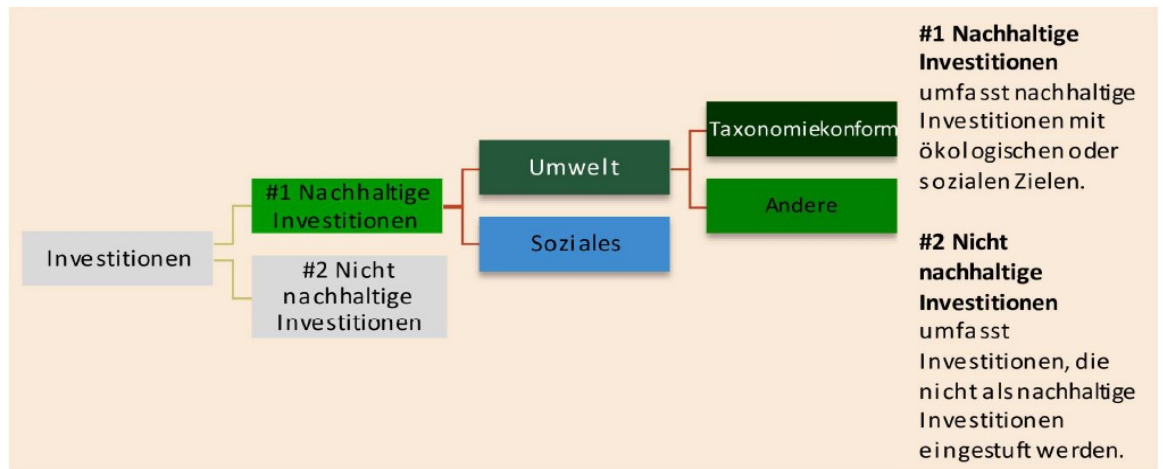 Investitionen
#1 Nachhaltige
Investitionen
#2 Nicht
nachhaltige
Investitionen
Umwelt
Soziales
Taxonomiekonform
Andere
#1 Nachhaltige
Investitionen
umfasst nachhaltige
Investitionen mit
ökologischen oder
sozialen Zielen.
#2 Nicht
nachhaltige
Investitionen
umfasst
Investitionen, die
nicht als nachhaltige
Investitionen
eingestuft werden.